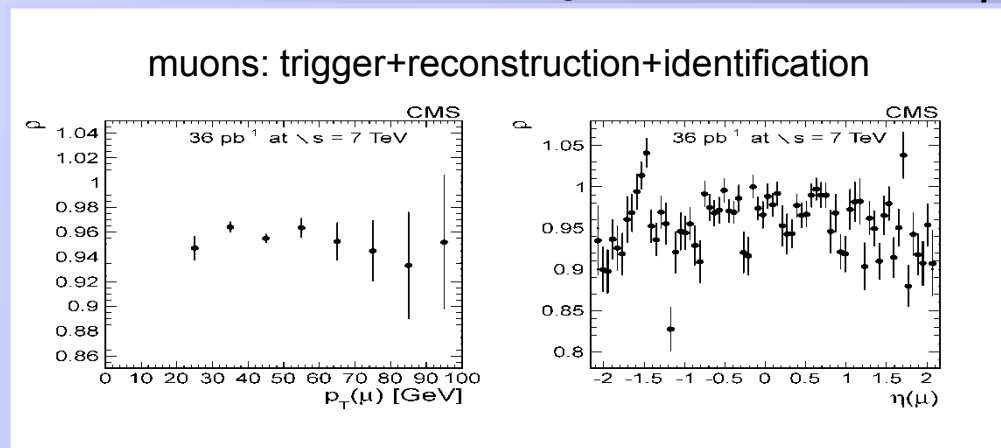 muons: trigger+reconstruction+identification
CMS
36 pb⁻¹ at √s = 7 TeV
ρ
1.04
1.02
1
0.98
0.96
0.94
0.92
0.9
0.88
0.86
0 10 20 30 40 50 60 70 80 90 100
p_T(μ) [GeV]
CMS
36 pb⁻¹ at √s = 7 TeV
ρ
1.05
1
0.95
0.9
0.85
0.8
-2 -1.5 -1 -0.5 0 0.5 1 1.5 2
η(μ)